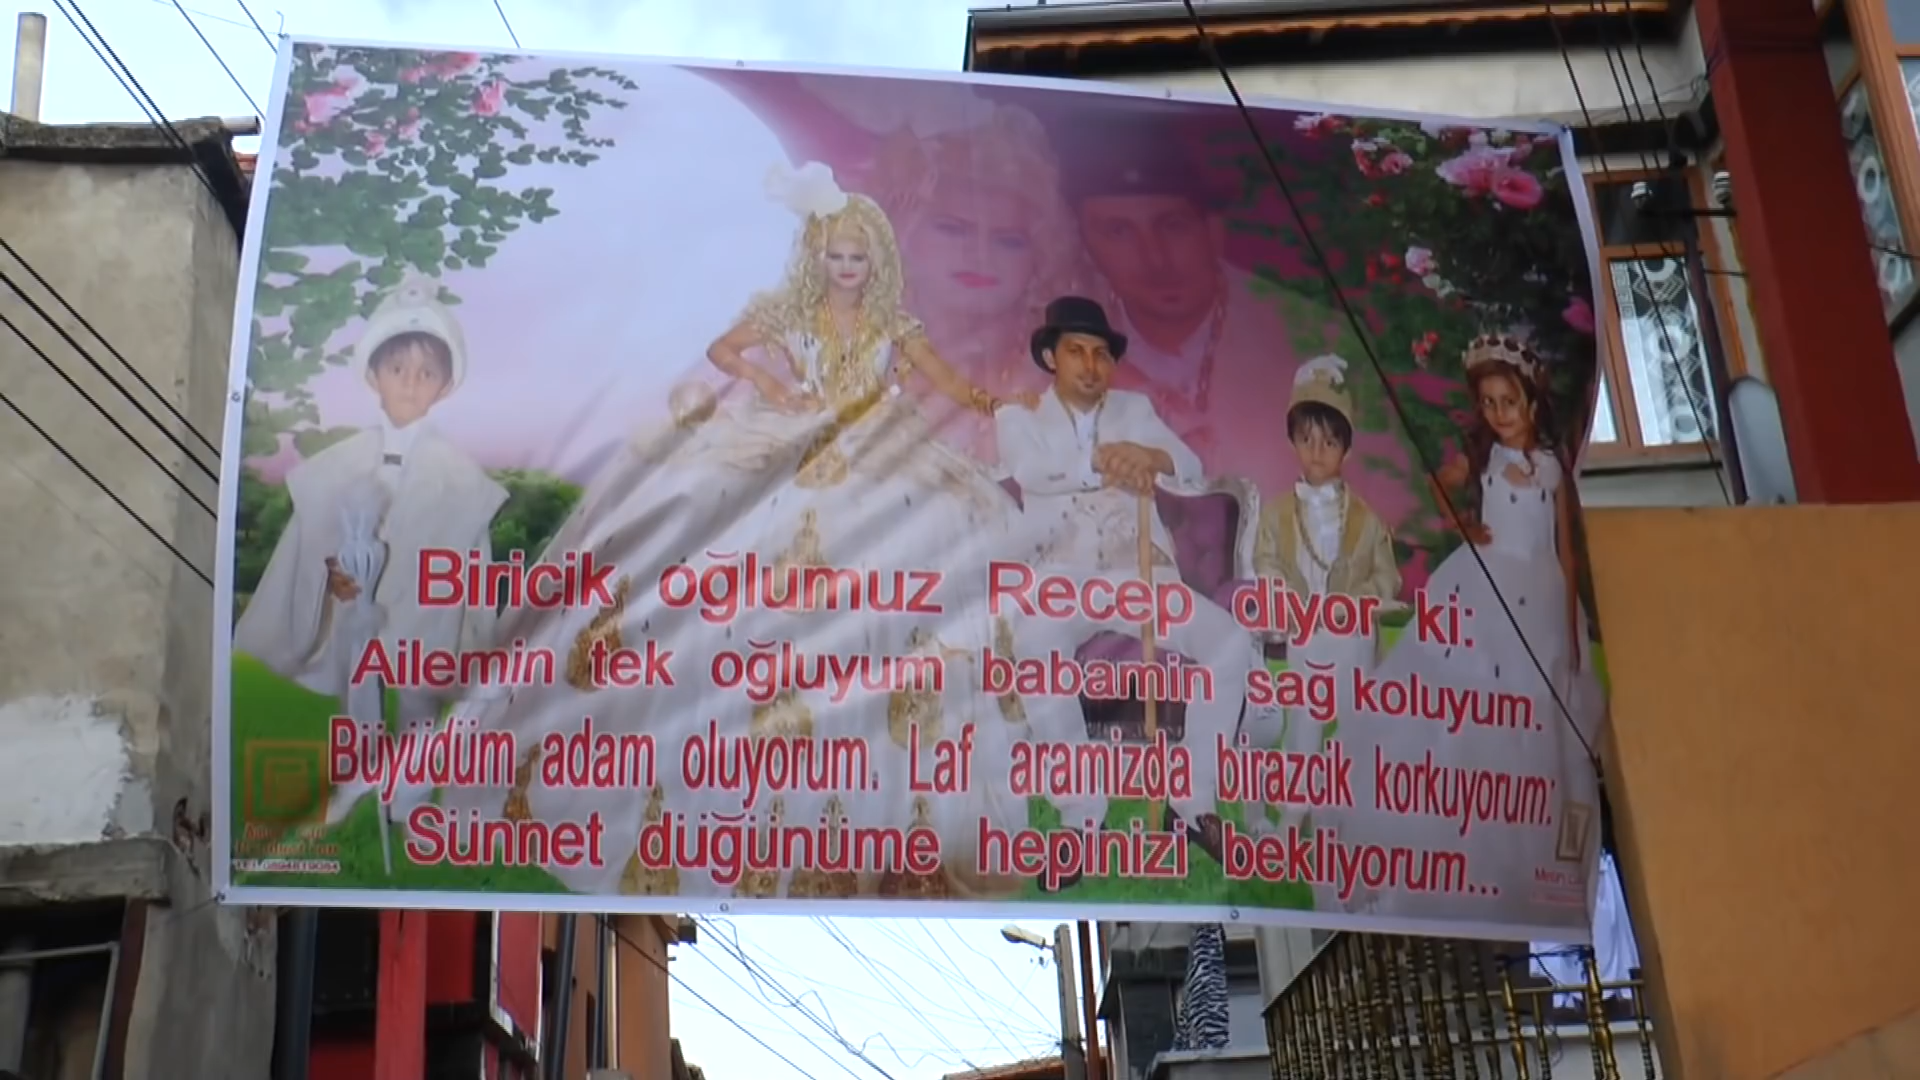 Biricik oğlumuz Recep diyor ki:
Ailemin tek oğluyum babamin sağ koluyum.
Büyüdüm adam oluyorum. Laf aramizda birazcik korkuyorum:
Sünnet düğünüme hepinizi bekliyorum...
Production